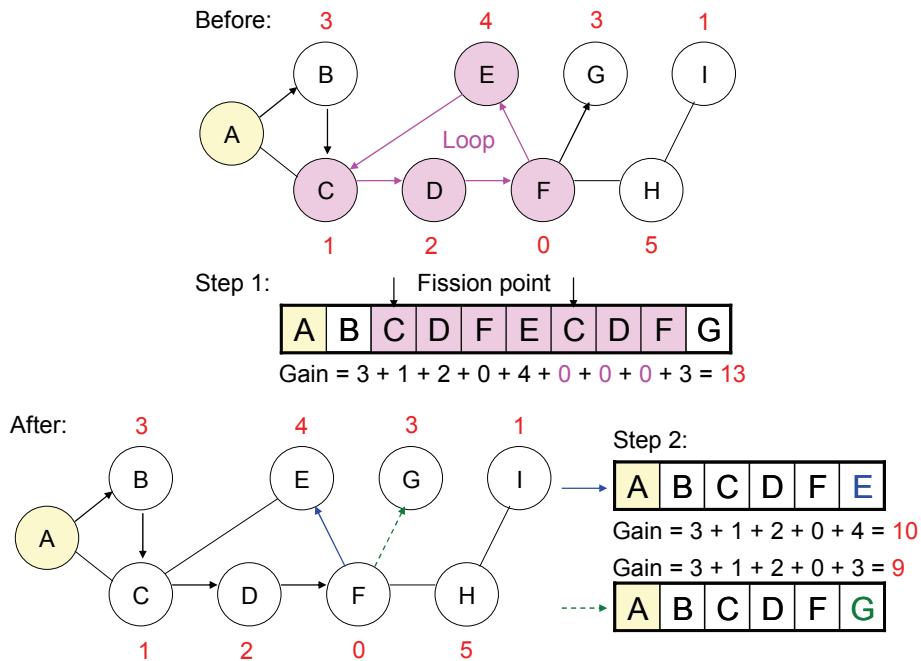 Before:
3 4 3 1
B E G I
A
Loop
C D F H
1 2 0 5
Step 1: Fission point
A B C D F E C D F G
Gain = 3 + 1 + 2 + 0 + 4 + 0 + 0 + 0 + 3 = 13
After:
3 4 3 1
B E G I
A
C D F H
1 2 0 5
Step 2:
A B C D F E
Gain = 3 + 1 + 2 + 0 + 4 = 10
Gain = 3 + 1 + 2 + 0 + 3 = 9
A B C D F G